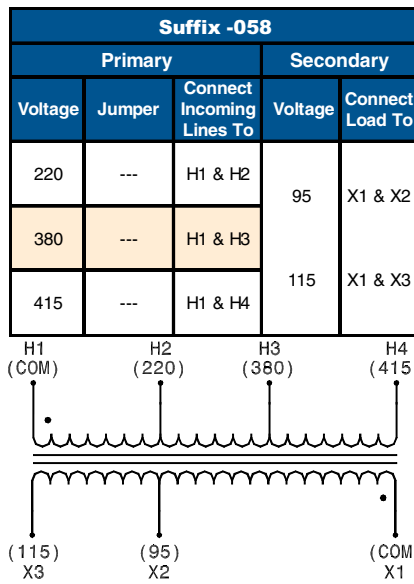 Suffix -058
Primary Secondary
Voltage Jumper Connect Incoming Lines To Voltage Connect Load To
220 --- H1 & H2
95 X1 & X2
380 --- H1 & H3
115 X1 & X3
415 --- H1 & H4
H1 H2 H3 H4
(COM) (220) (380) (415
(115) (95) (COM
X3 X2 X1